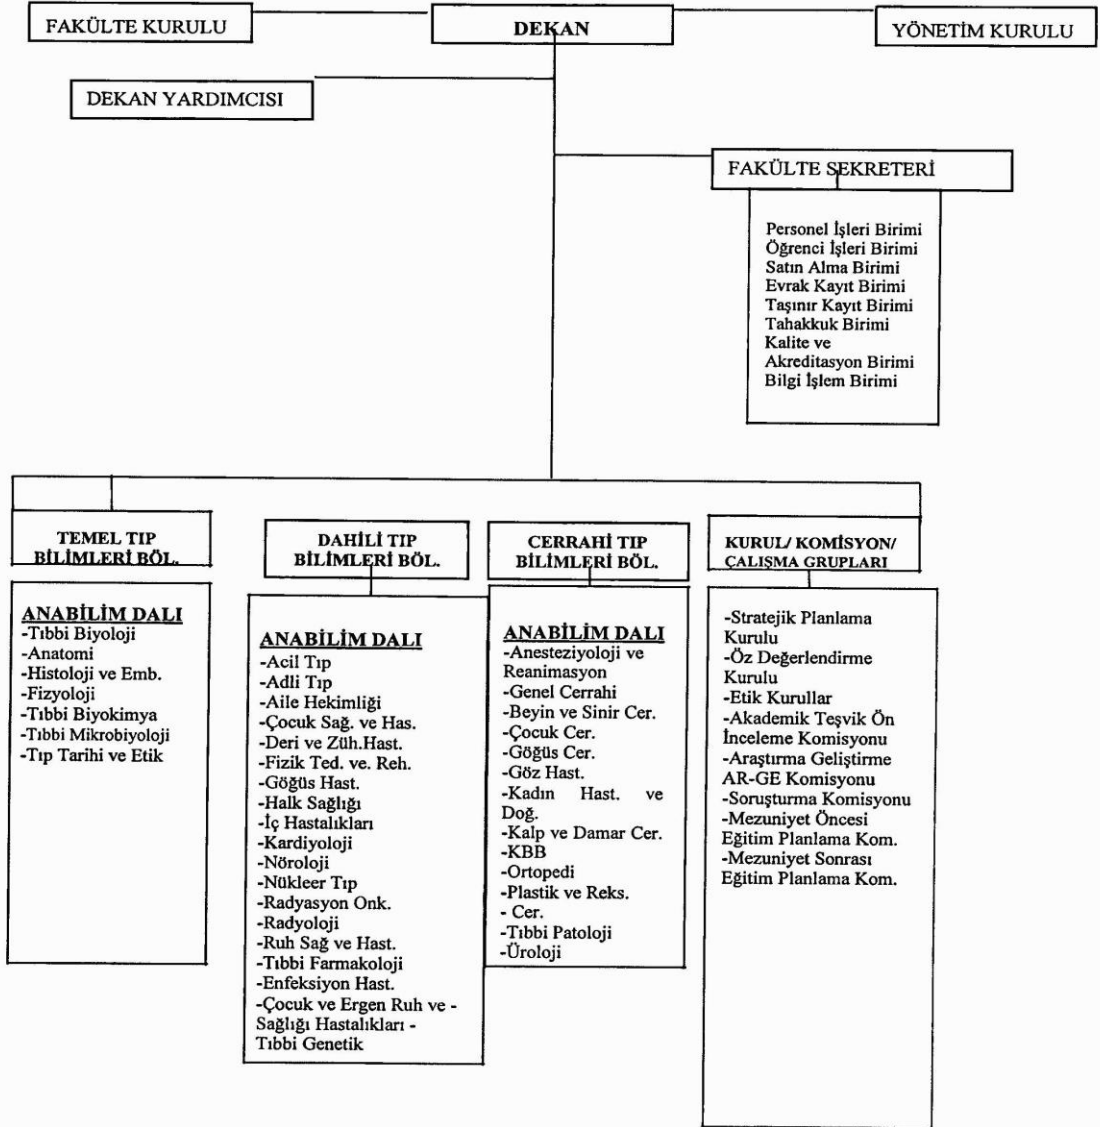 FAKÜLTE KURULU
DEKAN
YÖNETİM KURULU
DEKAN YARDIMCISI
FAKÜLTE SEKRETERİ
Personel İşleri Birimi
Öğrenci İşleri Birimi
Satın Alma Birimi
Evrak Kayıt Birimi
Taşınır Kayıt Birimi
Tahakkuk Birimi
Kalite ve
Akreditasyon Birimi
Bilgi İşlem Birimi
TEMEL TIP
BİLİMLERİ BÖL.
ANABİLİM DALI
-Tıbbi Biyoloji
-Anatomi
-Histoloji ve Emb.
-Fizyoloji
-Tıbbi Biyokimya
-Tıbbi Mikrobiyoloji
-Tıp Tarihi ve Etik
DAHİLİ TIP
BİLİMLERİ BÖL.
ANABİLİM DALI
-Acil Tıp
-Adli Tıp
-Aile Hekimliği
-Çocuk Sağ. ve Has.
-Deri ve Züh.Hast.
-Fizik Ted. ve. Reh.
-Göğüs Hast.
-Halk Sağlığı
-İç Hastalıkları
-Kardiyoloji
-Nöroloji
-Nükleer Tıp
-Radyasyon Onk.
-Radyoloji
-Ruh Sağ ve Hast.
-Tıbbi Farmakoloji
-Enfeksiyon Hast.
-Çocuk ve Ergen Ruh ve -
Sağlığı Hastalıkları -
Tıbbi Genetik
CERRAHİ TIP
BİLİMLERİ BÖL.
ANABİLİM DALI
-Anesteziyoloji ve
Reanimasyon
-Genel Cerrahi
-Beyin ve Sinir Cer.
-Çocuk Cer.
-Göğüs Cer.
-Göz Hast.
-Kadın Hast. ve
Doğ.
-Kalp ve Damar Cer.
-KBB
-Ortopedi
-Plastik ve Reks.
- Cer.
-Tıbbi Patoloji
-Üroloji
KURUL/ KOMİSYON/
ÇALIŞMA GRUPLARI
-Stratejik Planlama
Kurulu
-Öz Değerlendirme
Kurulu
-Etik Kurullar
-Akademik Teşvik Ön
İnceleme Komisyonu
-Araştırma Geliştirme
AR-GE Komisyonu
-Soruşturma Komisyonu
-Mezuniyet Öncesi
Eğitim Planlama Kom.
-Mezuniyet Sonrası
Eğitim Planlama Kom.